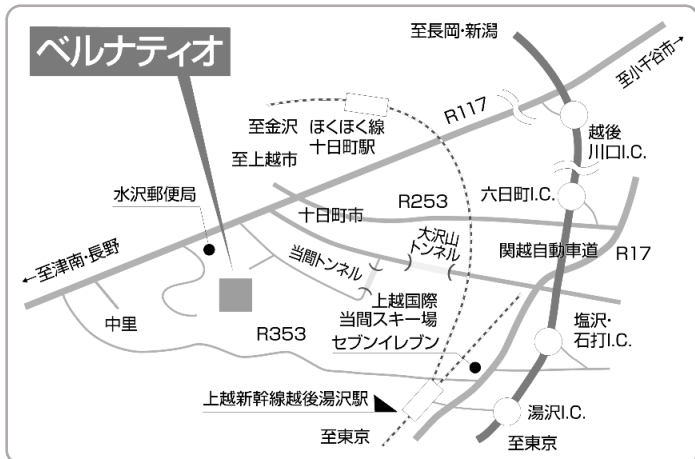 ベルナティオ
至長岡・新潟
至小千谷市→
R117
至金沢
ほくほく線
十日町駅
至上越市
越後
川口I.C.
水沢郵便局
十日町市
R253
六日町I.C.
大沢山
トンネル
当間トンネル
関越自動車道
R17
←至津南・長野
上越国際
当間スキー場
中里
R353
セブンイレブン
塩沢・
石打I.C.
上越新幹線越後湯沢駅
湯沢I.C.
至東京
至東京